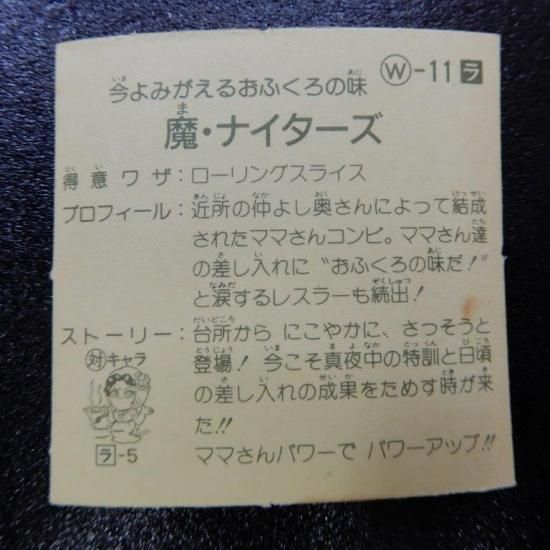 Ⓦ-11 ラ
今よみがえるおふくろの味
魔・ナイターズ
得意ワザ：ローリングスライス
プロフィール：近所の仲よし奥さんによって結成
されたママさんコンビ。ママさん達
の差し入れに〝おふくろの味だ！〟
と涙するレスラーも続出！
ストーリー：台所から にこやかに、さっそうと
登場！ 今こそ真夜中の特訓と日頃
の差し入れの成果をためす時が来
た!!
ママさんパワーで パワーアップ!!
対キャラ
ラ-5